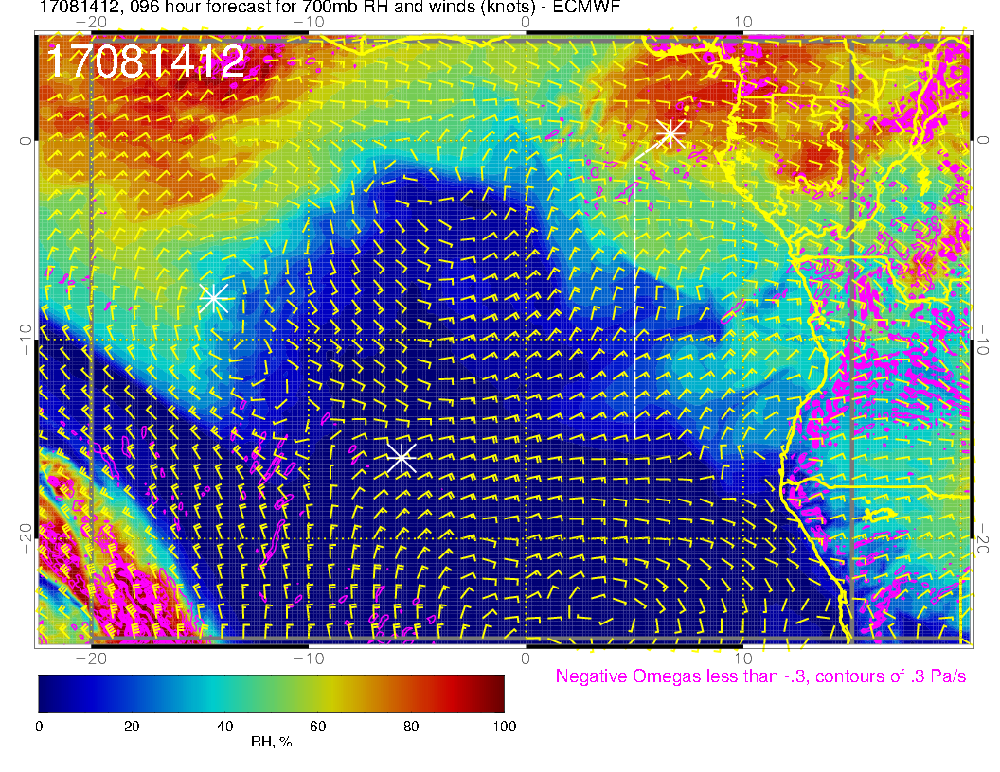 17081412, 096 hour forecast for 700mb RH and winds (knots) - ECMWF
−20 −10 0 10
17081412
0 0
−10 −10
−20 −20
−20 −10 0 10
Negative Omegas less than -.3, contours of .3 Pa/s
0 20 40 60 80 100
RH, %